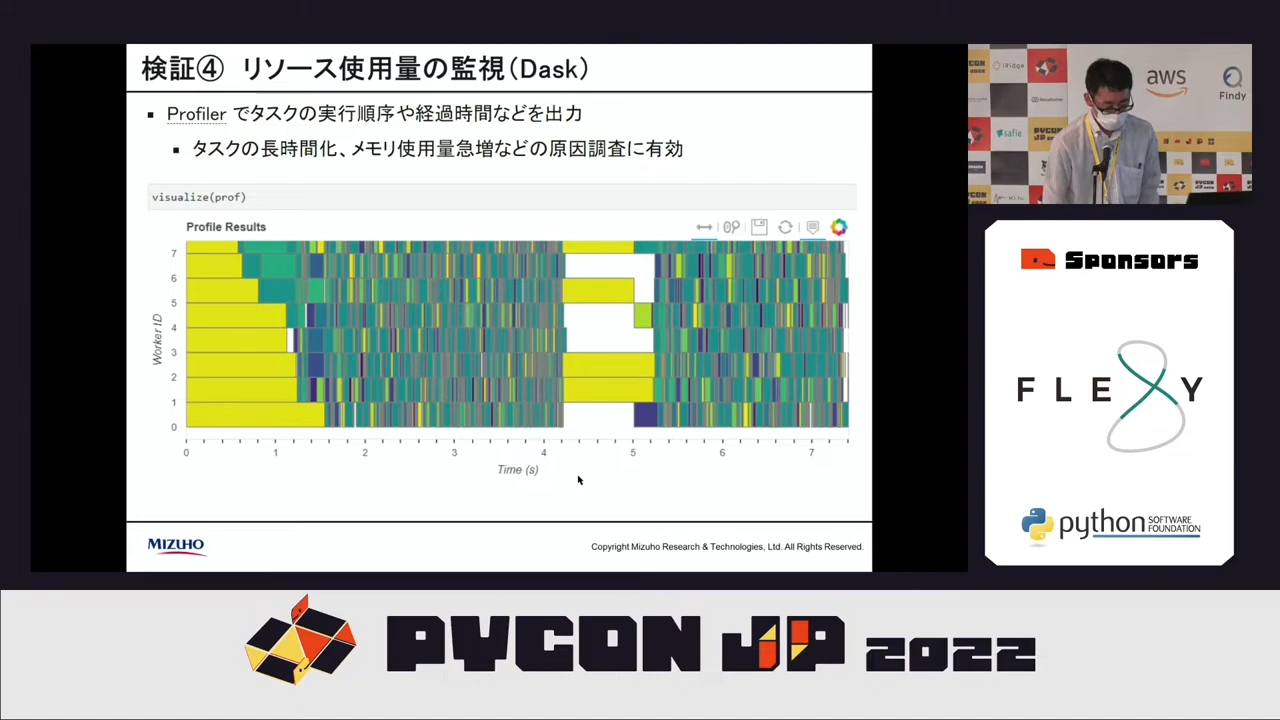 検証④ リソース使用量の監視（Dask）
Profiler でタスクの実行順序や経過時間などを出力
タスクの長時間化、メモリ使用量急増などの原因調査に有効
visualize(prof)
Profile Results
7
6
5
4
3
2
1
0
Worker ID
0 1 2 3 4 5 6 7
Time (s)
MIZUHO
Copyright Mizuho Research & Technologies, Ltd. All Rights Reserved.
iRidge
aws
Findy
safie
Sponsors
FLEXY
python SOFTWARE FOUNDATION
PYCON JP 2022